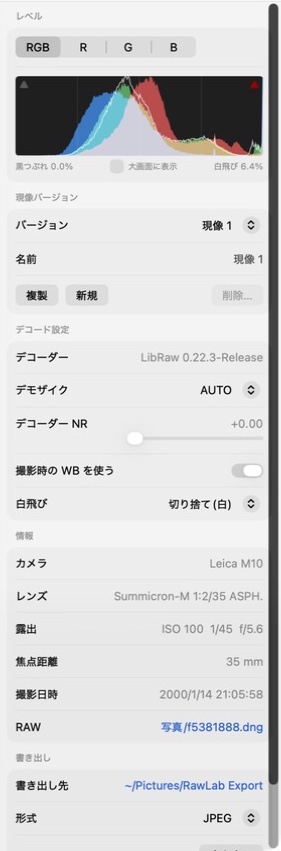 レベル
RGB R G B
黒つぶれ 0.0% 大画面に表示 白飛び 6.4%
現像バージョン
バージョン 現像 1
名前 現像 1
複製 新規 削除...
デコード設定
デコーダー LibRaw 0.22.3-Release
デモザイク AUTO
デコーダー NR +0.00
撮影時の WB を使う
白飛び 切り捨て (白)
情報
カメラ Leica M10
レンズ Summicron-M 1:2/35 ASPH.
露出 ISO 100 1/45 f/5.6
焦点距離 35 mm
撮影日時 2000/1/14 21:05:58
RAW 写真/f5381888.dng
書き出し
書き出し先 ~/Pictures/RawLab Export
形式 JPEG